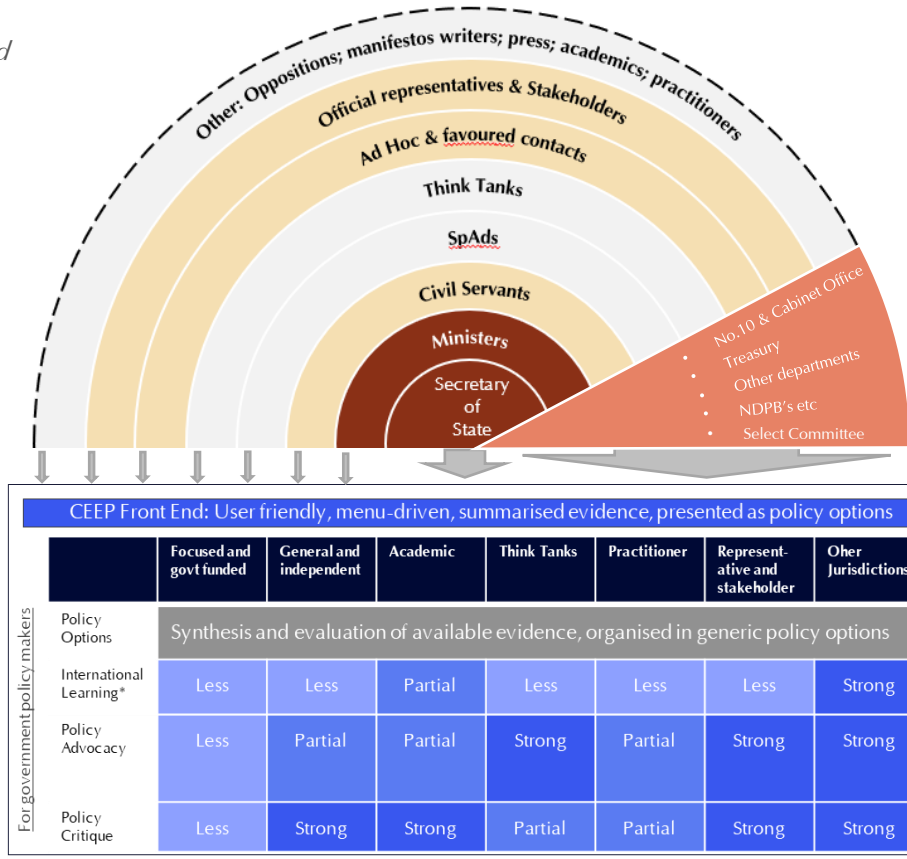 d
Other: Oppositions; manifestos writers; press; academics; practitioners
Official representatives & Stakeholders
Ad Hoc & favoured contacts
Think Tanks
SpAds
Civil Servants
Ministers
Secretary
of
State
• No.10 & Cabinet Office
• Treasury
• Other departments
• NDPB's etc
• Select Committee
CEEP Front End: User friendly, menu-driven, summarised evidence, presented as policy options
Focused and
govt funded
General and
independent
Academic
Think Tanks
Practitioner
Represent-
ative and
stakeholder
Oher
Jurisdictions
For government policy makers
Policy
Options
Synthesis and evaluation of available evidence, organised in generic policy options
International
Learning*
Less
Less
Partial
Less
Less
Less
Strong
Policy
Advocacy
Less
Partial
Partial
Strong
Partial
Strong
Strong
Policy
Critique
Less
Strong
Strong
Partial
Partial
Strong
Strong